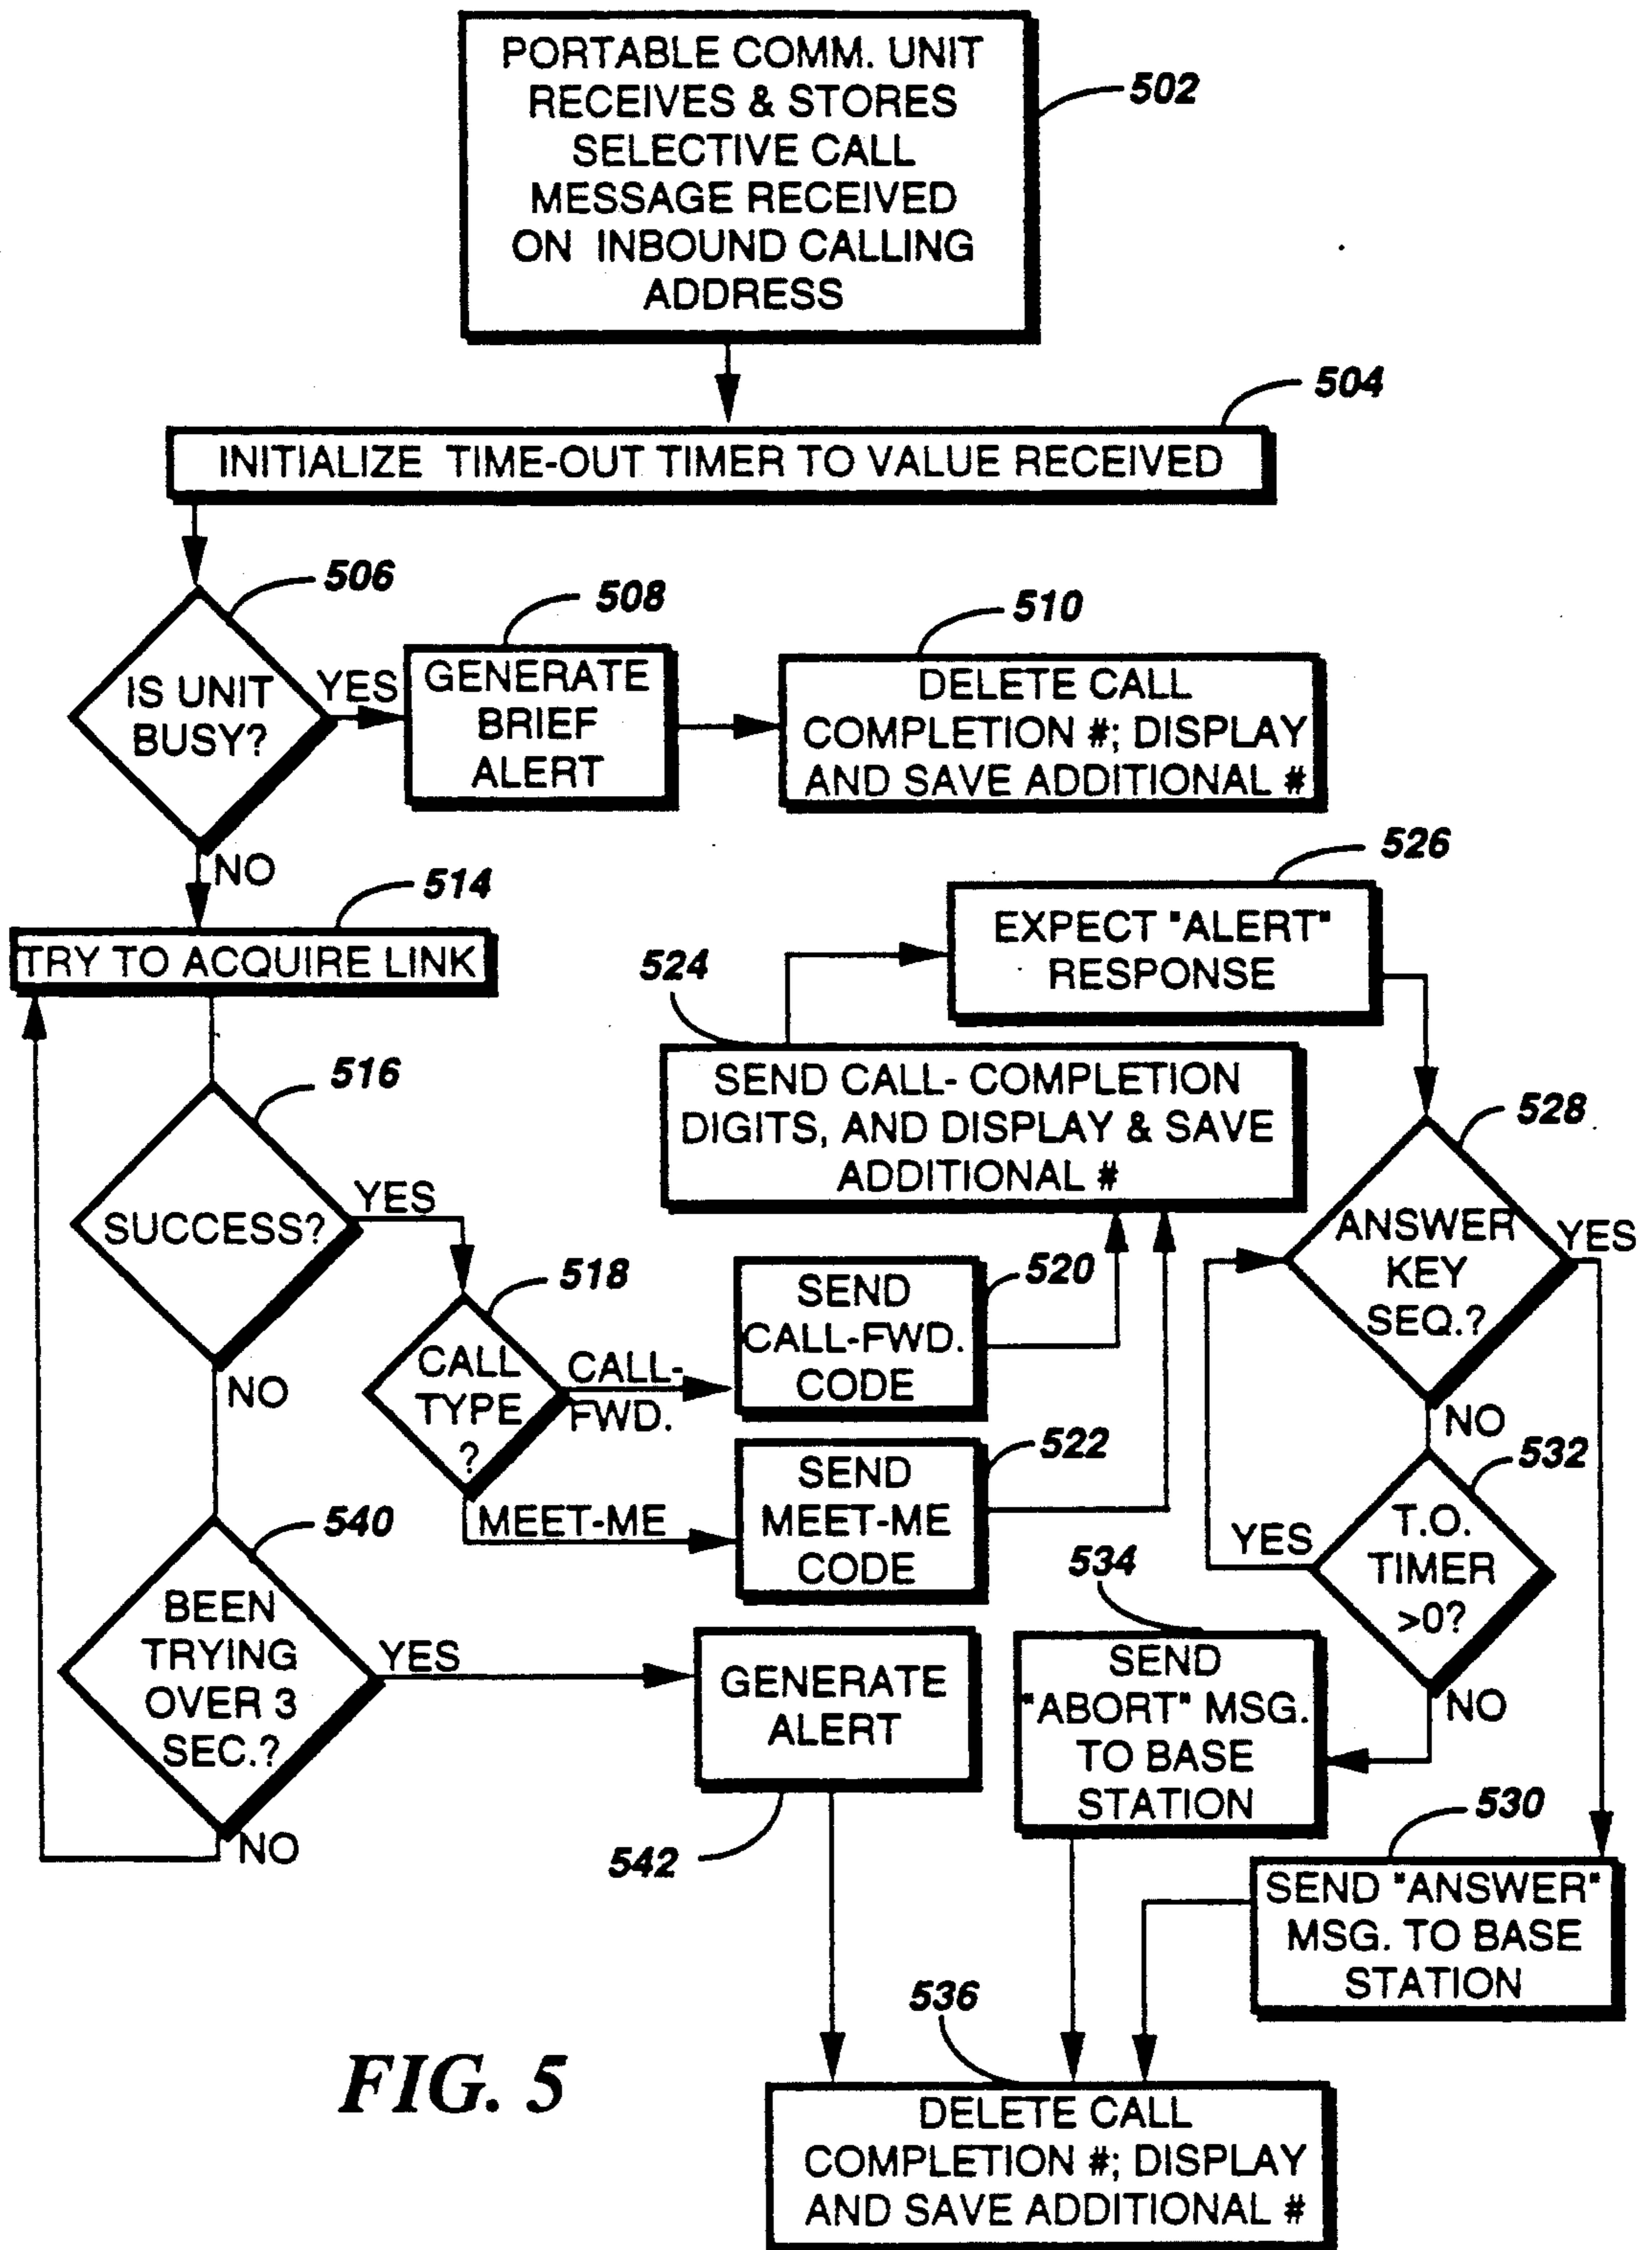 PORTABLE COMM. UNIT
RECEIVES & STORES
SELECTIVE CALL
MESSAGE RECEIVED
ON INBOUND CALLING
ADDRESS
502
504
INITIALIZE TIME-OUT TIMER TO VALUE RECEIVED
506
IS UNIT
BUSY?
YES
NO
508
GENERATE
BRIEF
ALERT
510
DELETE CALL
COMPLETION #; DISPLAY
AND SAVE ADDITIONAL #
514
TRY TO ACQUIRE LINK
516
SUCCESS?
YES
NO
518
CALL
TYPE
?
CALL-
FWD.
MEET-ME
520
SEND
CALL-FWD.
CODE
522
SEND
MEET-ME
CODE
524
SEND CALL- COMPLETION
DIGITS, AND DISPLAY & SAVE
ADDITIONAL #
526
EXPECT "ALERT"
RESPONSE
528
ANSWER
KEY
SEQ.?
YES
NO
532
T.O.
TIMER
>0?
YES
NO
534
SEND
"ABORT" MSG.
TO BASE
STATION
530
SEND "ANSWER"
MSG. TO BASE
STATION
540
BEEN
TRYING
OVER 3
SEC.?
YES
NO
GENERATE
ALERT
542
536
DELETE CALL
COMPLETION #; DISPLAY
AND SAVE ADDITIONAL #
FIG. 5